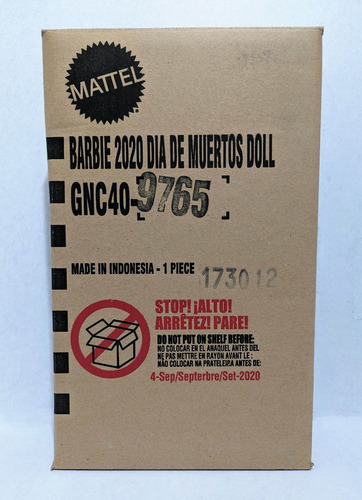 MATTEL
BARBIE 2020 DIA DE MUERTOS DOLL
GNC40-9765
MADE IN INDONESIA - 1 PIECE
173012
STOP! ¡ALTO!
ARRÊTEZ! PARE!
DO NOT PUT ON SHELF BEFORE:
NO COLOCAR EN EL ANAQUEL ANTES DEL
NE PAS METTRE EN RAYON AVANT LE :
NÃO COLOCAR NA PRATELEIRA ANTES DE:
4-Sep/Septerbre/Set-2020